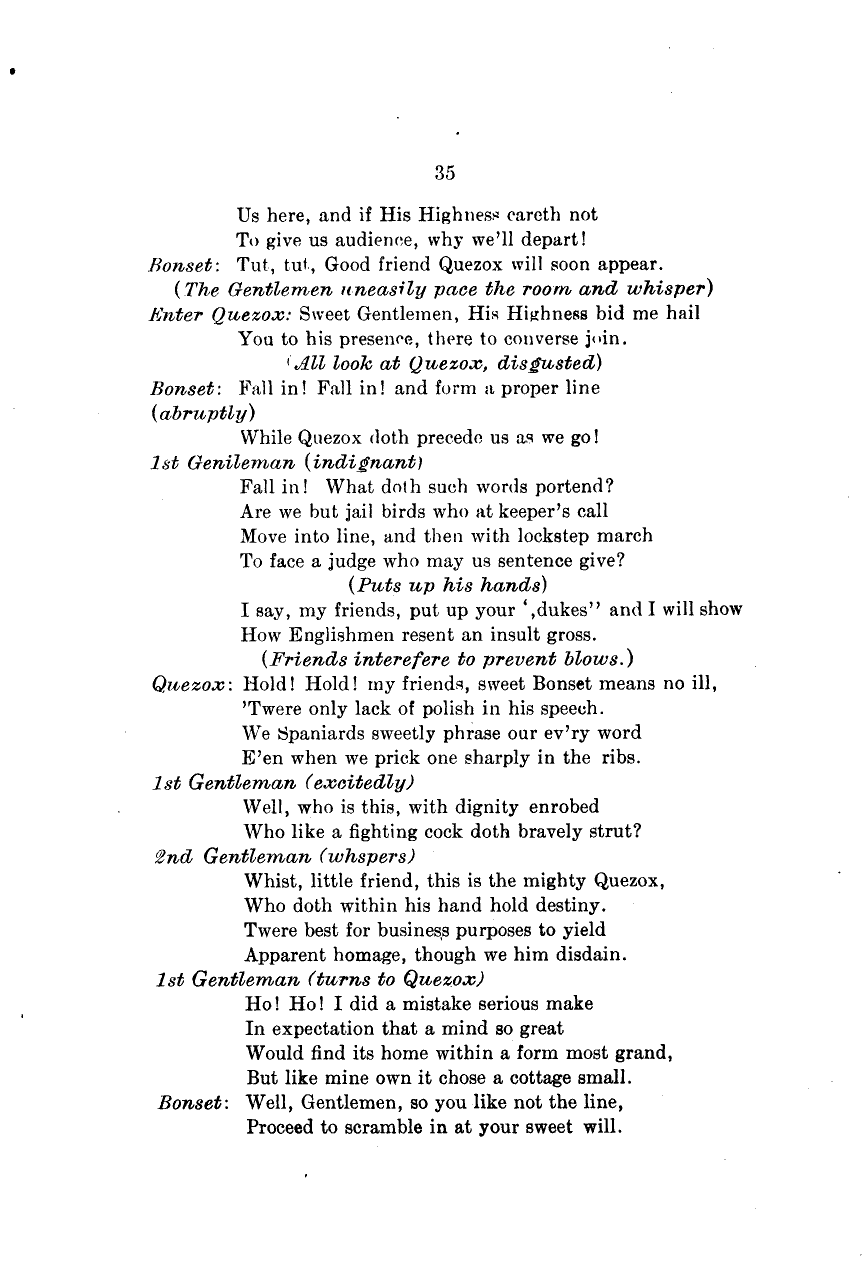 35
Us here, and if His Highness careth not
To give us audience, why we'll depart!
Bonset: Tut, tut, Good friend Quezox will soon appear.
(The Gentlemen uneasily pace the room and whisper)
Enter Quezox: Sweet Gentlemen, His Highness bid me hail
You to his presence, there to converse join.
(All look at Quezox, disgusted)
Bonset: Fall in! Fall in! and form a proper line
(abruptly)
While Quezox doth precede us as we go!
1st Genileman (indignant)
Fall in! What doth such words portend?
Are we but jail birds who at keeper's call
Move into line, and then with lockstep march
To face a judge who may us sentence give?
(Puts up his hands)
I say, my friends, put up your ‘,dukes’’ and I will show
How Englishmen resent an insult gross.
(Friends interefere to prevent blows.)
Quezox: Hold! Hold! my friends, sweet Bonset means no ill,
'Twere only lack of polish in his speech.
We Spaniards sweetly phrase our ev'ry word
E'en when we prick one sharply in the ribs.
1st Gentleman (excitedly)
Well, who is this, with dignity enrobed
Who like a fighting cock doth bravely strut?
2nd Gentleman (whspers)
Whist, little friend, this is the mighty Quezox,
Who doth within his hand hold destiny.
Twere best for business purposes to yield
Apparent homage, though we him disdain.
1st Gentleman (turns to Quezox)
Ho! Ho! I did a mistake serious make
In expectation that a mind so great
Would find its home within a form most grand,
But like mine own it chose a cottage small.
Bonset: Well, Gentlemen, so you like not the line,
Proceed to scramble in at your sweet will.